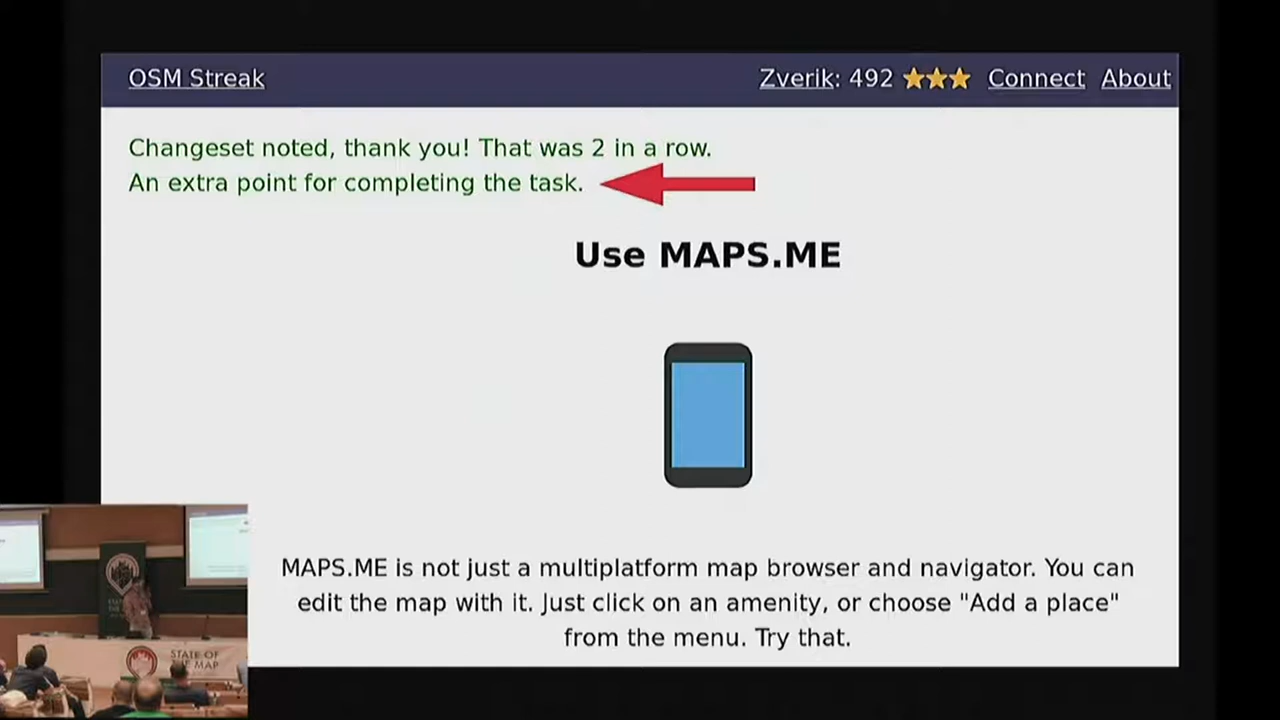 OSM Streak
Zverik: 492 ⭐⭐⭐ Connect About
Changeset noted, thank you! That was 2 in a row.
An extra point for completing the task.
Use MAPS.ME
MAPS.ME is not just a multiplatform map browser and navigator. You can
edit the map with it. Just click on an amenity, or choose "Add a place"
from the menu. Try that.
STATE OF
THE MAP